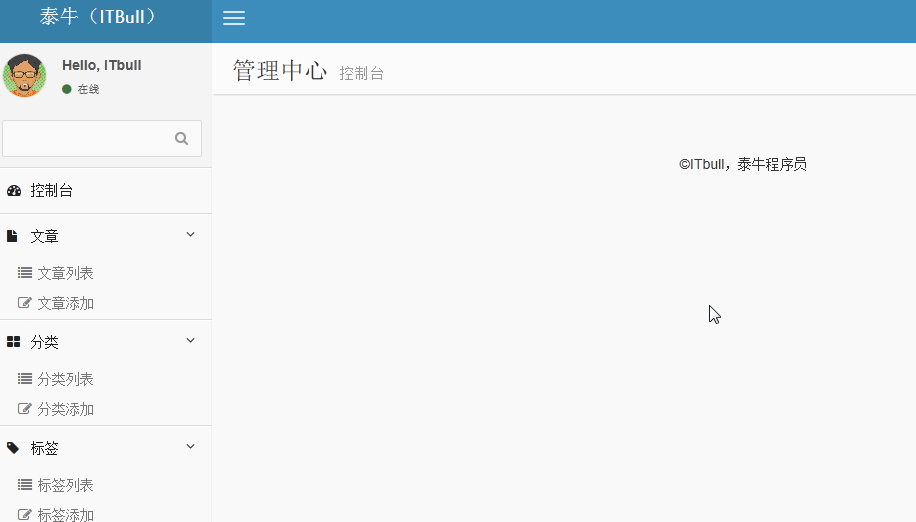 泰牛（ITBull）
Hello, ITbull
在线
控制台
文章
文章列表
文章添加
分类
分类列表
分类添加
标签
标签列表
标签添加
管理中心 控制台
©ITbull，泰牛程序员